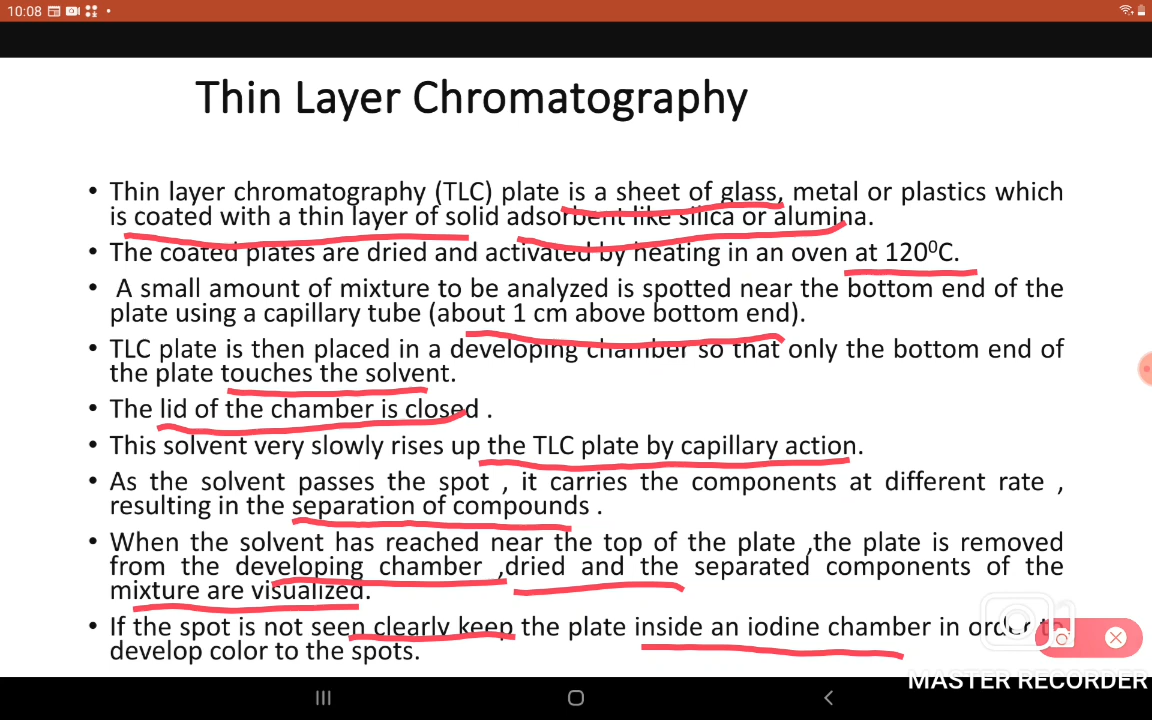 10:08
Thin Layer Chromatography
• Thin layer chromatography (TLC) plate is a sheet of glass, metal or plastics which
is coated with a thin layer of solid adsorbent like silica or alumina.
• The coated plates are dried and activated by heating in an oven at 120⁰C.
• A small amount of mixture to be analyzed is spotted near the bottom end of the
plate using a capillary tube (about 1 cm above bottom end).
• TLC plate is then placed in a developing chamber so that only the bottom end of
the plate touches the solvent.
• The lid of the chamber is closed .
• This solvent very slowly rises up the TLC plate by capillary action.
• As the solvent passes the spot , it carries the components at different rate ,
resulting in the separation of compounds .
• When the solvent has reached near the top of the plate ,the plate is removed
from the developing chamber ,dried and the separated components of the
mixture are visualized.
• If the spot is not seen clearly keep the plate inside an iodine chamber in order to
develop color to the spots.
MASTER RECORDER